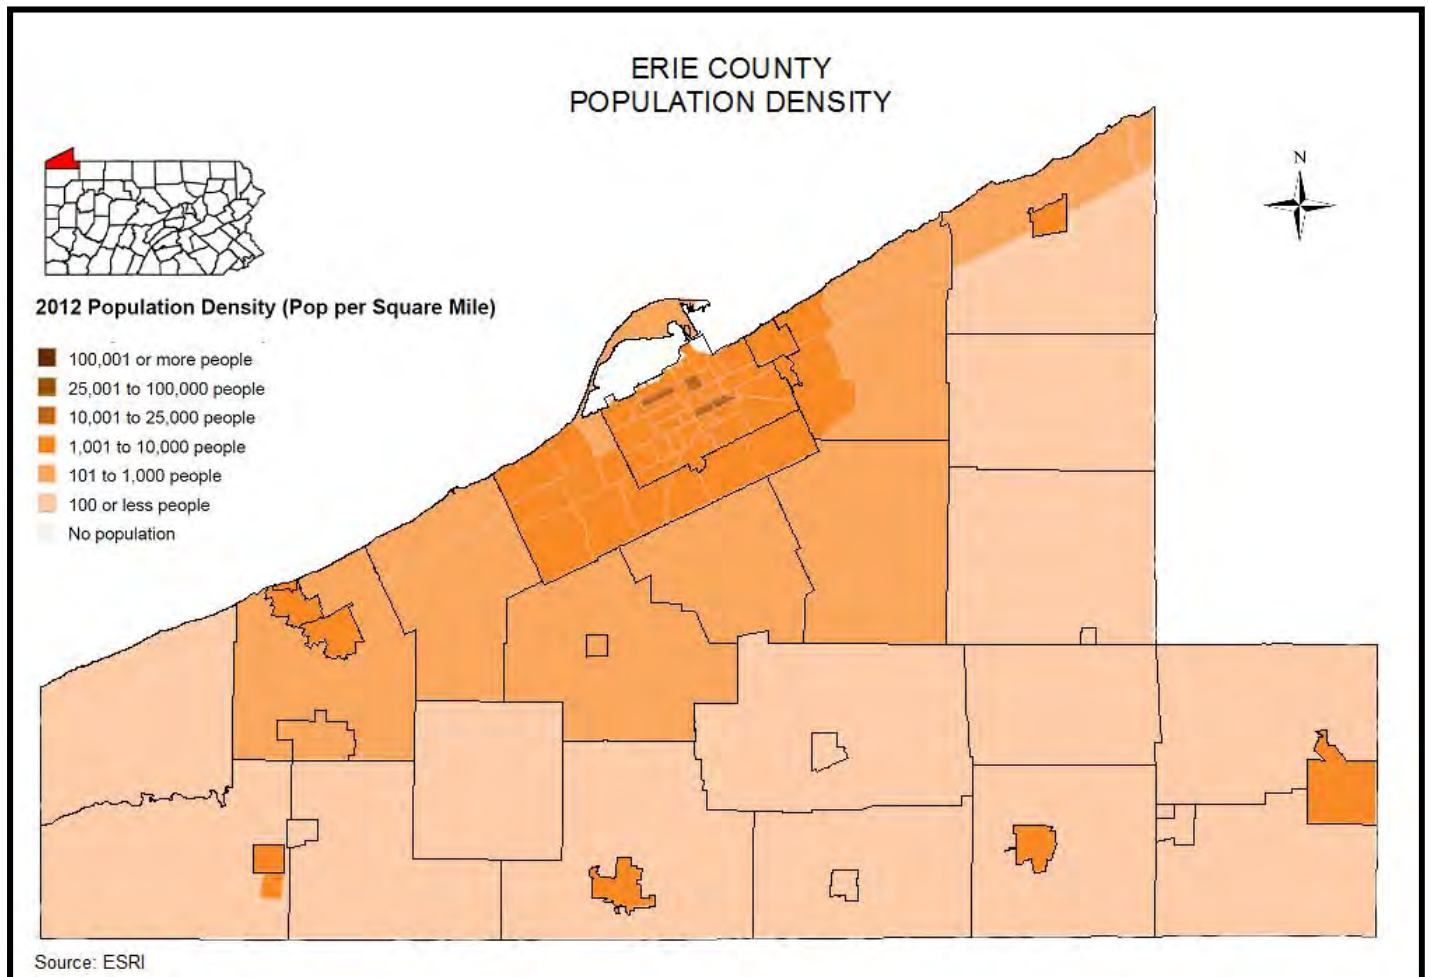 ERIE COUNTY
POPULATION DENSITY
N
2012 Population Density (Pop per Square Mile)
100,001 or more people
25,001 to 100,000 people
10,001 to 25,000 people
1,001 to 10,000 people
101 to 1,000 people
100 or less people
No population
Source: ESRI